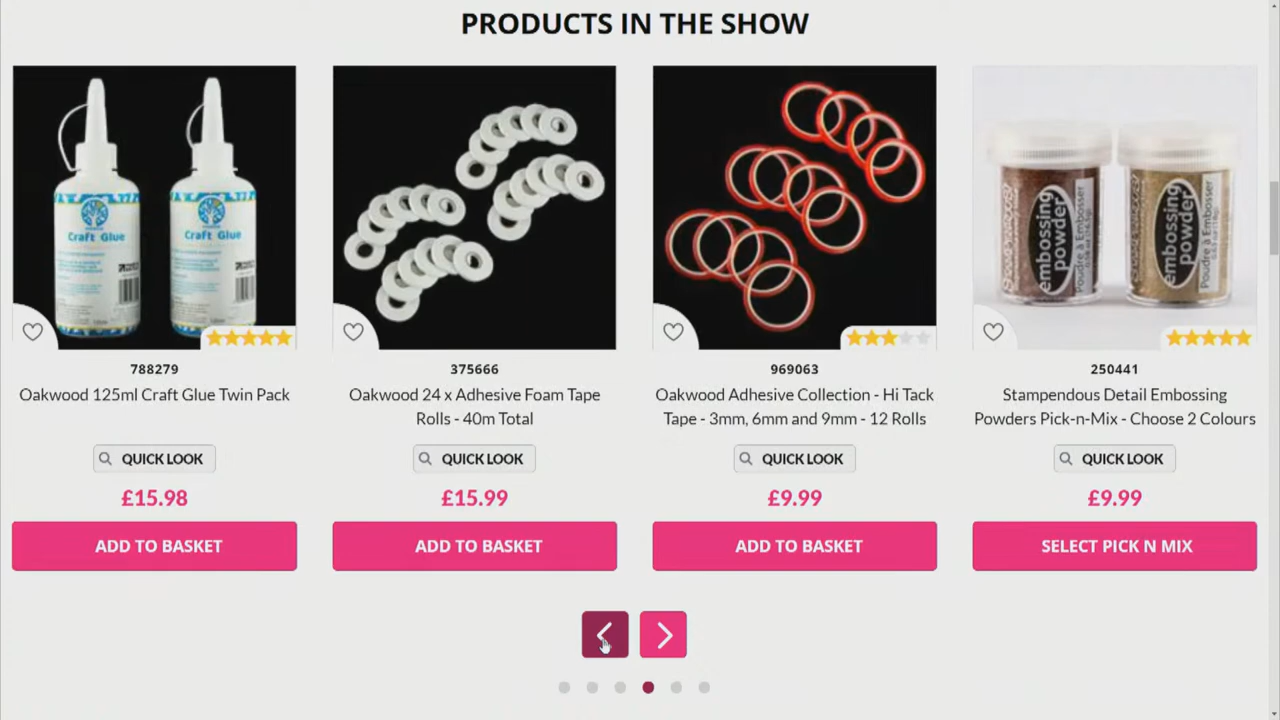 PRODUCTS IN THE SHOW
Craft Glue
Craft Glue
embossing
powder
Poudre à Embosser
embossing
powder
Poudre à Embosser
788279
Oakwood 125ml Craft Glue Twin Pack
QUICK LOOK
£15.98
ADD TO BASKET
375666
Oakwood 24 x Adhesive Foam Tape
Rolls - 40m Total
QUICK LOOK
£15.99
ADD TO BASKET
969063
Oakwood Adhesive Collection - Hi Tack
Tape - 3mm, 6mm and 9mm - 12 Rolls
QUICK LOOK
£9.99
ADD TO BASKET
250441
Stampendous Detail Embossing
Powders Pick-n-Mix - Choose 2 Colours
QUICK LOOK
£9.99
SELECT PICK N MIX